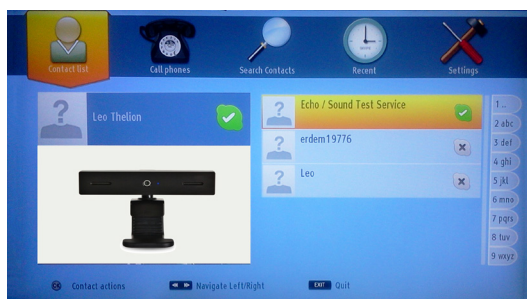 Contact list
Call phones
Search Contacts
Recent
Settings
Leo Thelion
Echo / Sound Test Service
erdem19776
Leo
1 ...
2 abc
3 def
4 ghi
5 jkl
6 mno
7 pqrs
8 tuv
9 wxyz
OK Contact actions
Navigate Left/Right
EXIT Quit